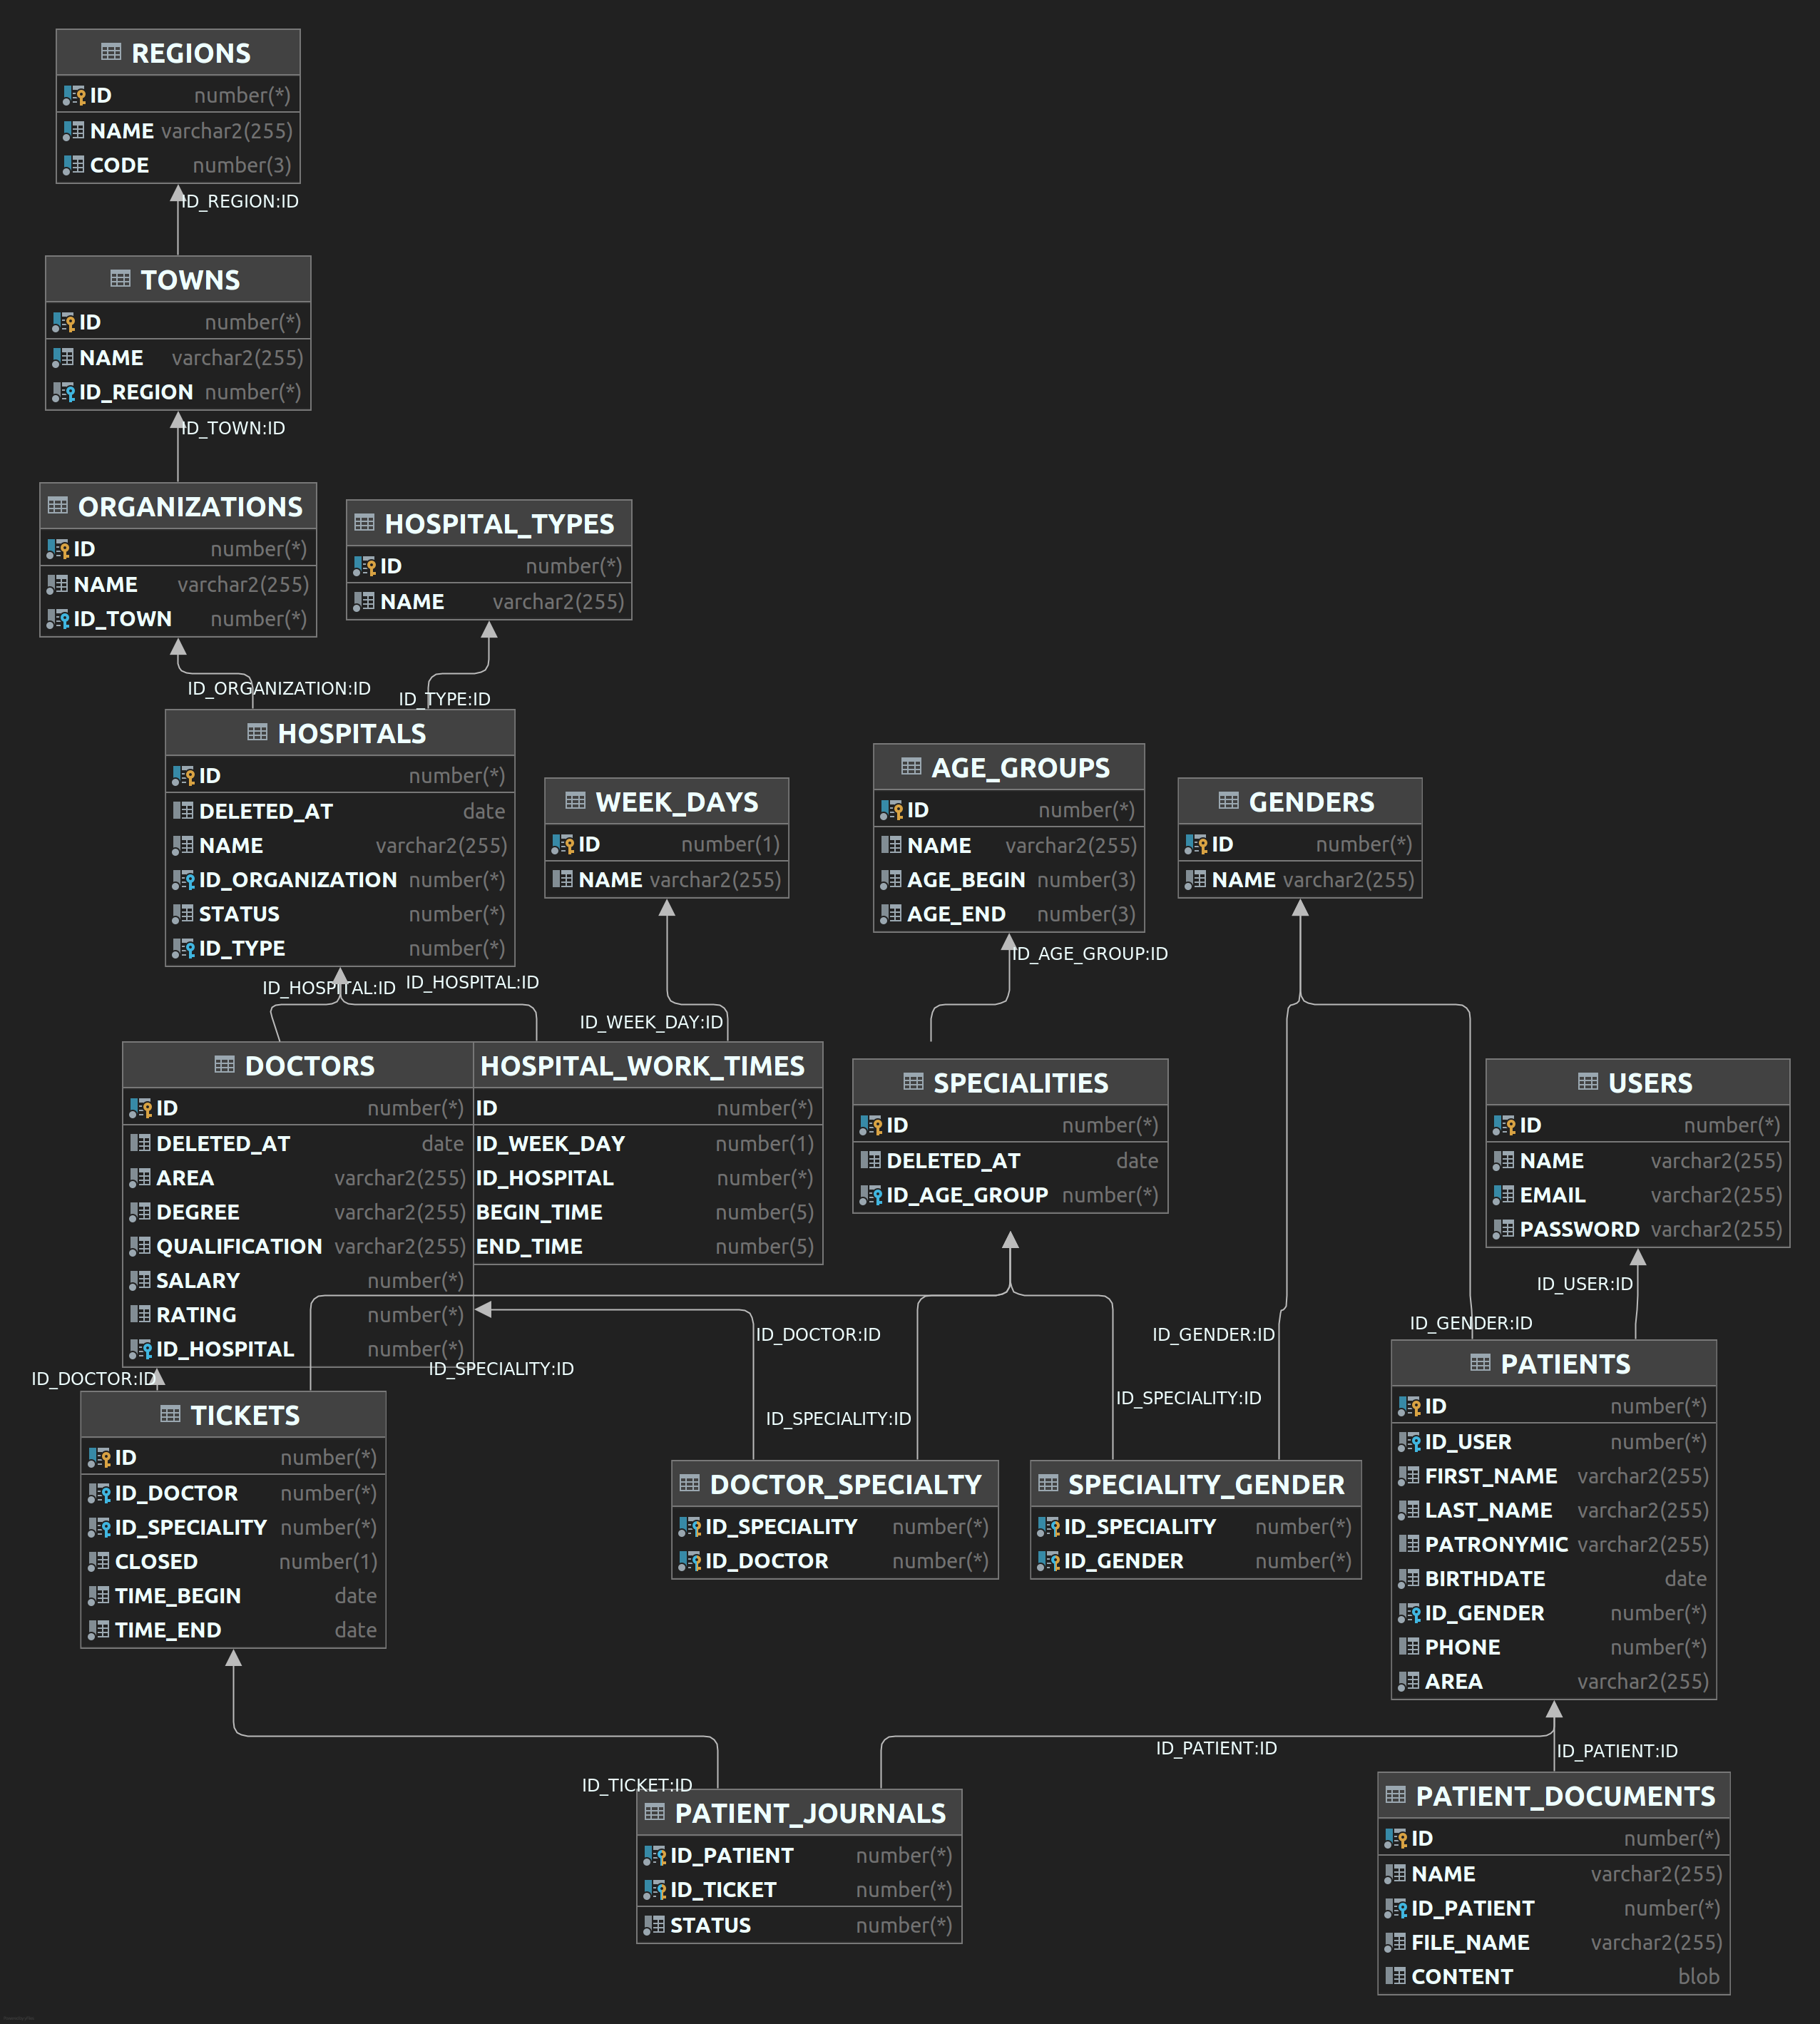 REGIONS
ID number(*)
NAME varchar2(255)
CODE number(3)
ID_REGION:ID
TOWNS
ID number(*)
NAME varchar2(255)
ID_REGION number(*)
ID_TOWN:ID
ORGANIZATIONS
ID number(*)
NAME varchar2(255)
ID_TOWN number(*)
HOSPITAL_TYPES
ID number(*)
NAME varchar2(255)
ID_ORGANIZATION:ID
ID_TYPE:ID
HOSPITALS
ID number(*)
DELETED_AT date
NAME varchar2(255)
ID_ORGANIZATION number(*)
STATUS number(*)
ID_TYPE number(*)
WEEK_DAYS
ID number(1)
NAME varchar2(255)
AGE_GROUPS
ID number(*)
NAME varchar2(255)
AGE_BEGIN number(3)
AGE_END number(3)
GENDERS
ID number(*)
NAME varchar2(255)
ID_HOSPITAL:ID
ID_HOSPITAL:ID
ID_WEEK_DAY:ID
ID_AGE_GROUP:ID
DOCTORS
ID number(*)
DELETED_AT date
AREA varchar2(255)
DEGREE varchar2(255)
QUALIFICATION varchar2(255)
SALARY number(*)
RATING number(*)
ID_HOSPITAL number(*)
HOSPITAL_WORK_TIMES
ID number(*)
ID_WEEK_DAY number(1)
ID_HOSPITAL number(*)
BEGIN_TIME number(5)
END_TIME number(5)
SPECIALITIES
ID number(*)
DELETED_AT date
ID_AGE_GROUP number(*)
USERS
ID number(*)
NAME varchar2(255)
EMAIL varchar2(255)
PASSWORD varchar2(255)
ID_USER:ID
ID_GENDER:ID
ID_GENDER:ID
ID_DOCTOR:ID
ID_SPECIALITY:ID
ID_DOCTOR:ID
ID_SPECIALITY:ID
ID_SPECIALITY:ID
TICKETS
ID number(*)
ID_DOCTOR number(*)
ID_SPECIALITY number(*)
CLOSED number(1)
TIME_BEGIN date
TIME_END date
DOCTOR_SPECIALTY
ID_SPECIALITY number(*)
ID_DOCTOR number(*)
SPECIALITY_GENDER
ID_SPECIALITY number(*)
ID_GENDER number(*)
PATIENTS
ID number(*)
ID_USER number(*)
FIRST_NAME varchar2(255)
LAST_NAME varchar2(255)
PATRONYMIC varchar2(255)
BIRTHDATE date
ID_GENDER number(*)
PHONE number(*)
AREA varchar2(255)
ID_TICKET:ID
ID_PATIENT:ID
ID_PATIENT:ID
PATIENT_JOURNALS
ID_PATIENT number(*)
ID_TICKET number(*)
STATUS number(*)
PATIENT_DOCUMENTS
ID number(*)
NAME varchar2(255)
ID_PATIENT number(*)
FILE_NAME varchar2(255)
CONTENT blob